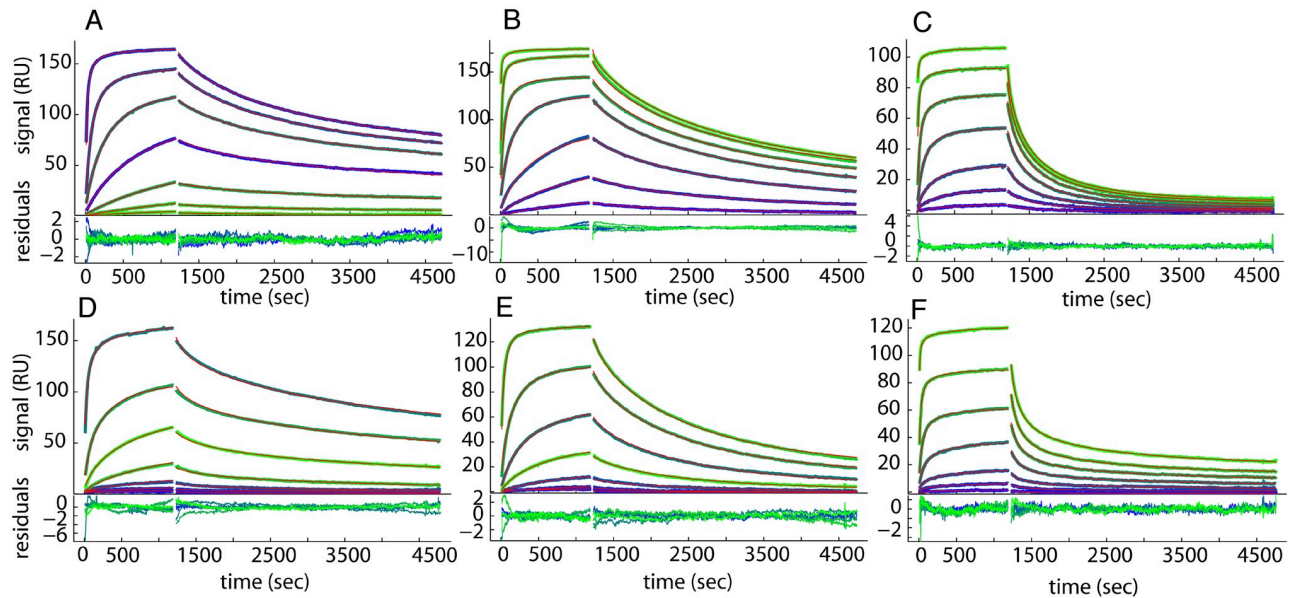 A B C
signal (RU) 150 100 50
150 100 50
100 80 60 40 20
residuals 2 0 −2
0 −10
4 2 0 −2
0 500 1500 2500 3500 4500
0 500 1500 2500 3500 4500
0 500 1500 2500 3500 4500
time (sec) time (sec) time (sec)
D E F
signal (RU) 150 100 50
120 100 80 60 40 20
120 100 80 60 40 20
residuals 0 −2 −6
2 0 −2
0 −2
0 500 1500 2500 3500 4500
0 500 1500 2500 3500 4500
0 500 1500 2500 3500 4500
time (sec) time (sec) time (sec)